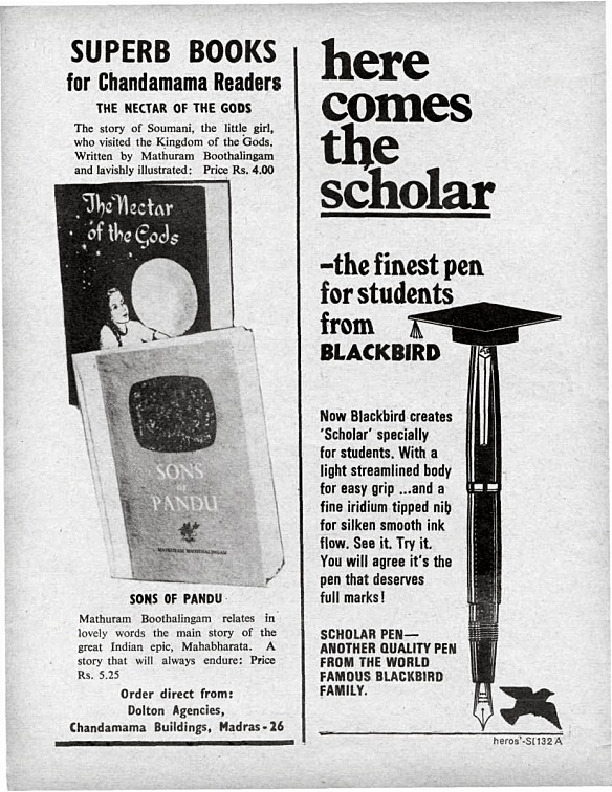 SUPERB BOOKS
for Chandamama Readers
THE NECTAR OF THE GODS
The story of Soumani, the little girl,
who visited the Kingdom of the Gods.
Written by Mathuram Boothalingam
and lavishly illustrated: Price Rs. 4.00
The Nectar
of the Gods
SONS
OF
PANDU
MATHURAM BOOTHALINGAM
SONS OF PANDU
Mathuram Boothalingam relates in
lovely words the main story of the
great Indian epic, Mahabharata. A
story that will always endure: Price
Rs. 5.25
Order direct from:
Dolton Agencies,
Chandamama Buildings, Madras-26
here
comes
the
scholar
-the finest pen
for students
from
BLACKBIRD
Now Blackbird creates
'Scholar' specially
for students. With a
light streamlined body
for easy grip ...and a
fine iridium tipped nib
for silken smooth ink
flow. See it. Try it.
You will agree it's the
pen that deserves
full marks!
SCHOLAR PEN—
ANOTHER QUALITY PEN
FROM THE WORLD
FAMOUS BLACKBIRD
FAMILY.
heros'-SI 132 A